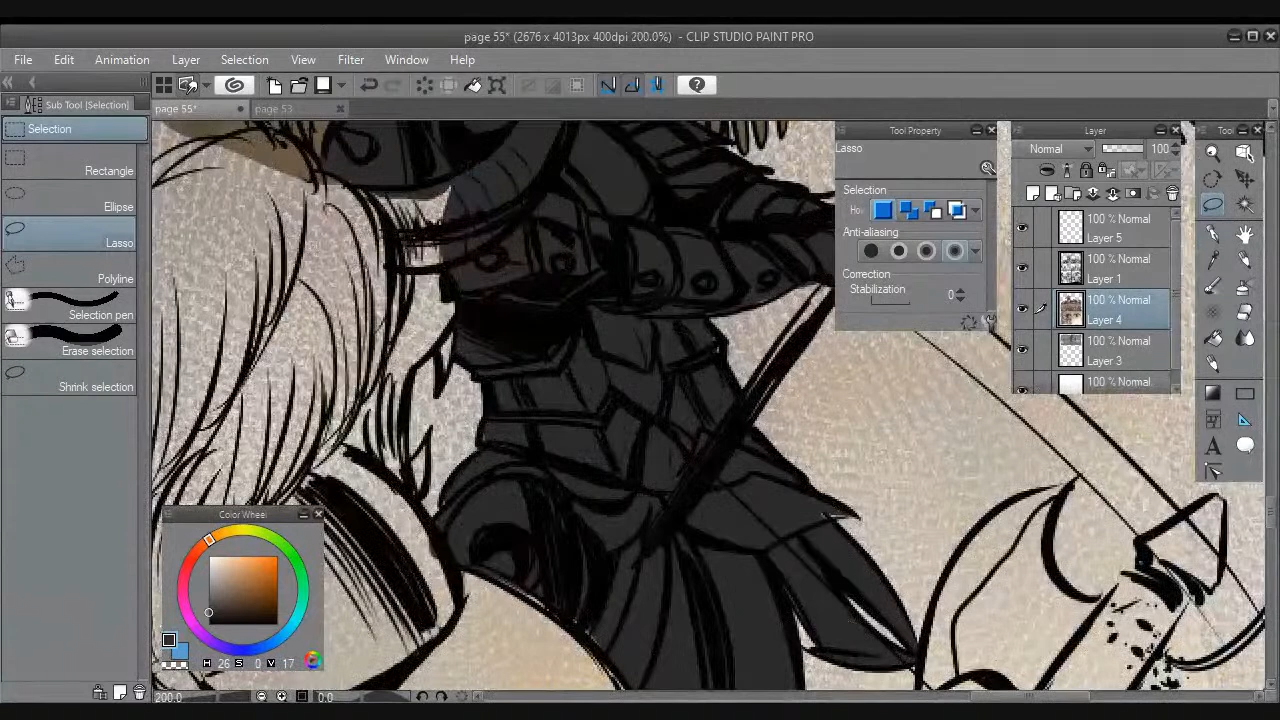 page 55* (2676 x 4013px 400dpi 200.0%) - CLIP STUDIO PAINT PRO
File Edit Animation Layer Selection View Filter Window Help
Sub Tool [Selection]
page 55*
page 53
Selection
Rectangle
Ellipse
Lasso
Polyline
Selection pen
Erase selection
Shrink selection
Tool Property
Lasso
Selection
Anti-aliasing
Correction
Stabilization
0
Layer
Normal
100
100 % Normal
Layer 5
100 % Normal
Layer 1
100 % Normal
Layer 4
100 % Normal
Layer 3
100 % Normal
Color Wheel
H 26 S 0 V 17
200.0
0.0